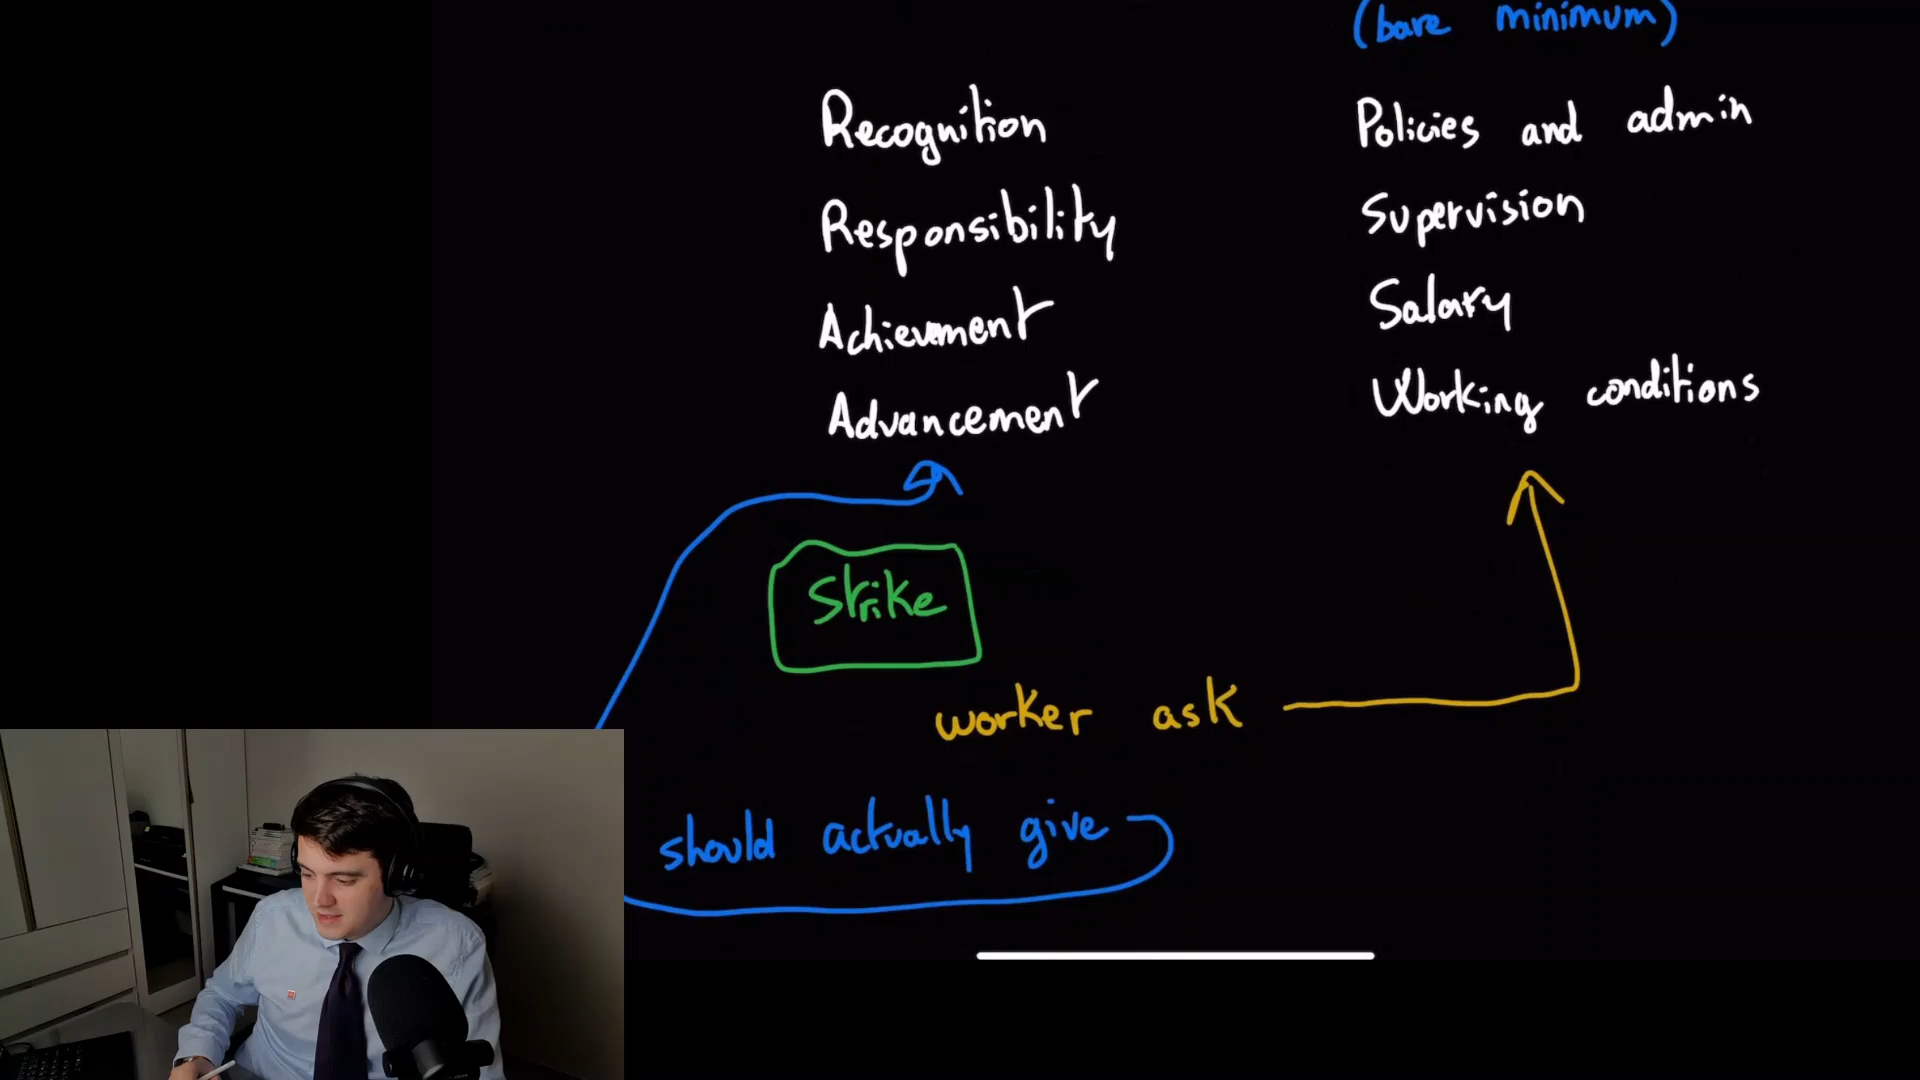 (bare minimum)
Recognition
Responsibility
Achievement
Advancement
Policies and admin
Supervision
Salary
Working conditions
Strike
worker ask
should actually give